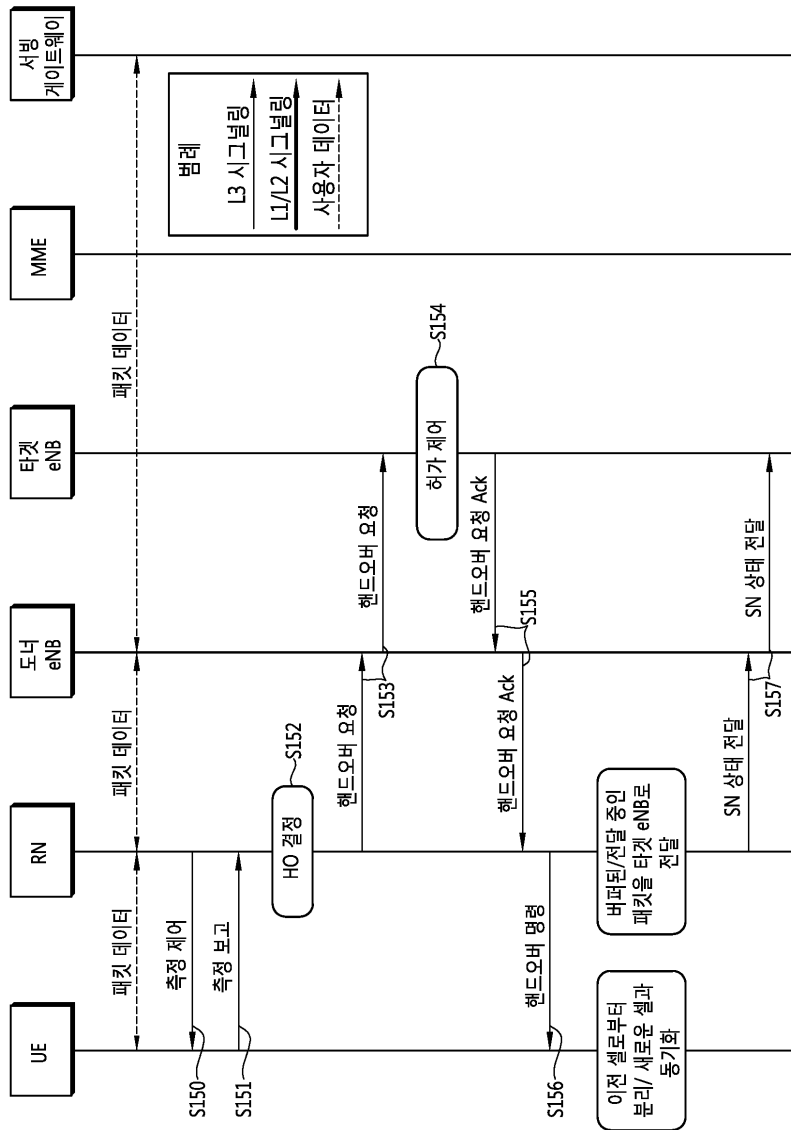 UE
RN
도너
eNB
타겟
eNB
MME
서빙
게이트웨이
패킷 데이터
패킷 데이터
패킷 데이터
범례
L3 시그널링
L1/L2 시그널링
사용자 데이터
측정 제어
S150
측정 보고
S151
HO 결정
S152
핸드오버 요청
핸드오버 요청
S153
허가 제어
S154
핸드오버 요청 Ack
핸드오버 요청 Ack
S155
핸드오버 명령
S156
이전 셀로부터
분리/ 새로운 셀과
동기화
버퍼된/전달 중인
패킷을 타겟 eNB로
전달
SN 상태 전달
SN 상태 전달
S157